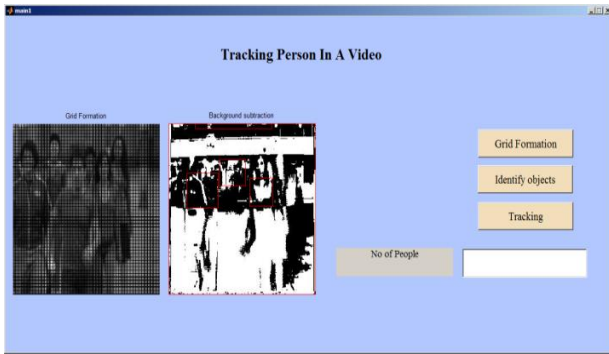 main1
Tracking Person In A Video
Grid Formation
Background subtraction
Grid Formation
Identify objects
Tracking
No of People